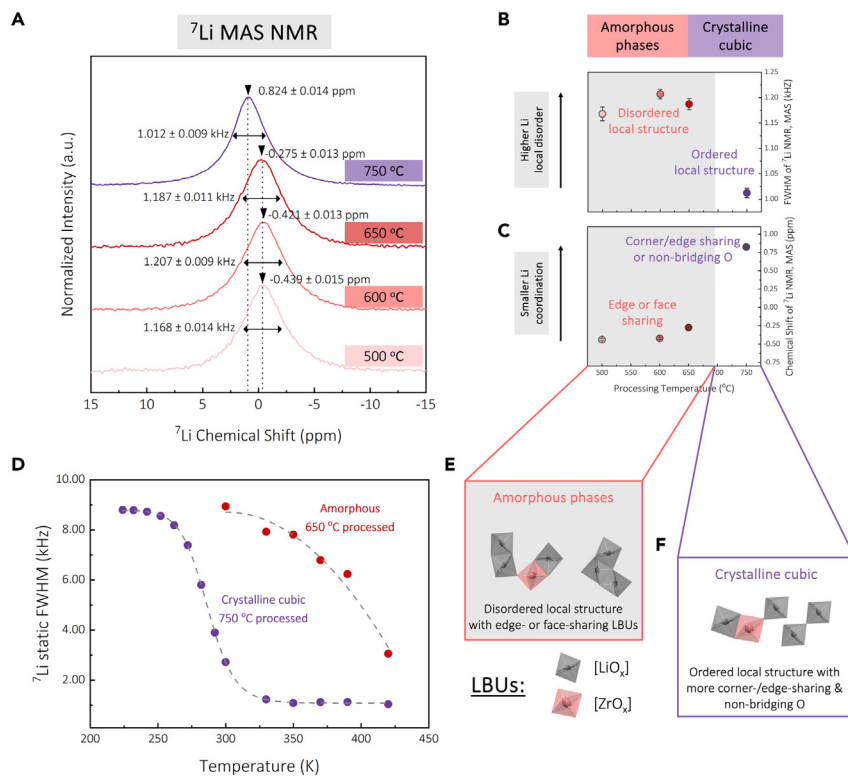 A
⁷Li MAS NMR
0.824 ± 0.014 ppm
1.012 ± 0.009 kHz
-0.275 ± 0.013 ppm
750 °C
1.187 ± 0.011 kHz
-0.421 ± 0.013 ppm
650 °C
1.207 ± 0.009 kHz
-0.439 ± 0.015 ppm
600 °C
1.168 ± 0.014 kHz
500 °C
Normalized Intensity (a.u.)
15 10 5 0 -5 -10 -15
⁷Li Chemical Shift (ppm)
B
Amorphous phases
Crystalline cubic
Higher Li
local disorder
Disordered
local structure
Ordered
local structure
1.25
1.20
1.15
1.10
1.05
1.00
FWHM of ⁷Li NMR, MAS (kHZ)
C
Smaller Li
coordination
Corner/edge sharing
or non-bridging O
Edge or face
sharing
1.00
0.75
0.50
0.25
0.00
-0.25
-0.50
-0.75
Chemical Shift of ⁷Li NMR, MAS (ppm)
500 550 600 650 700 750
Processing Temperature (°C)
D
10.00
8.00
6.00
4.00
2.00
1.00
⁷Li static FWHM (kHz)
Amorphous
650 °C processed
Crystalline cubic
750 °C processed
200 250 300 350 400 450
Temperature (K)
E
Amorphous phases
Disordered local structure
with edge- or face-sharing LBUs
LBUs:
[LiOₓ]
[ZrOₓ]
F
Crystalline cubic
Ordered local structure with
more corner-/edge-sharing &
non-bridging O